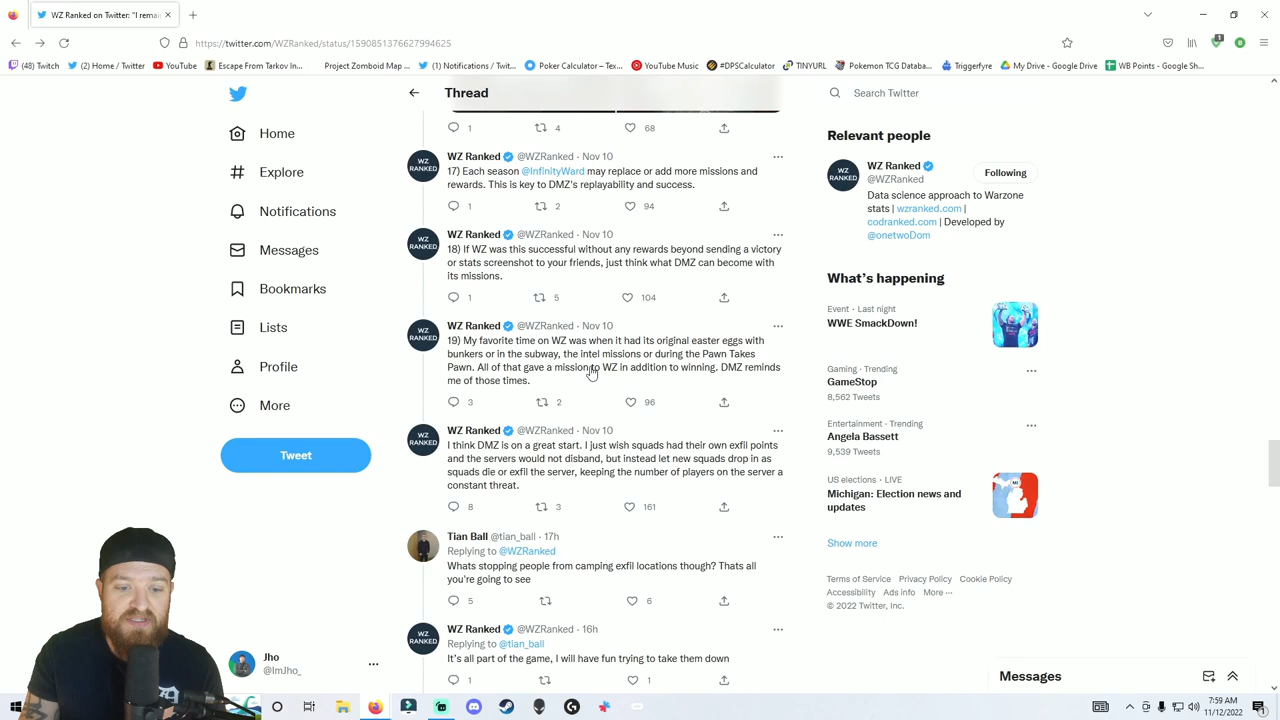 WZ Ranked on Twitter: "I remai
https://twitter.com/WZRanked/status/1590851376627994625
1
(48) Twitch
(2) Home / Twitter
YouTube
Escape From Tarkov In...
Project Zomboid Map ...
(1) Notifications / Twit...
Poker Calculator – Tex...
YouTube Music
#DPSCalculator
TINYURL
Pokemon TCG Databa...
Triggerfyre
My Drive - Google Drive
WB Points - Google Sh...
Home
Explore
Notifications
Messages
Bookmarks
Lists
Profile
More
Tweet
Jho
@ImJho_
Thread
1 4 68
WZ RANKED
WZ Ranked @WZRanked · Nov 10
17) Each season @InfinityWard may replace or add more missions and
rewards. This is key to DMZ's replayability and success.
1 2 94
WZ RANKED
WZ Ranked @WZRanked · Nov 10
18) If WZ was this successful without any rewards beyond sending a victory
or stats screenshot to your friends, just think what DMZ can become with
its missions.
1 5 104
WZ RANKED
WZ Ranked @WZRanked · Nov 10
19) My favorite time on WZ was when it had its original easter eggs with
bunkers or in the subway, the intel missions or during the Pawn Takes
Pawn. All of that gave a mission to WZ in addition to winning. DMZ reminds
me of those times.
3 2 96
WZ RANKED
WZ Ranked @WZRanked · Nov 10
I think DMZ is on a great start. I just wish squads had their own exfil points
and the servers would not disband, but instead let new squads drop in as
squads die or exfil the server, keeping the number of players on the server a
constant threat.
8 3 161
Tian Ball @tian_ball · 17h
Replying to @WZRanked
Whats stopping people from camping exfil locations though? Thats all
you're going to see
5 6
WZ RANKED
WZ Ranked @WZRanked · 16h
Replying to @tian_ball
It's all part of the game, I will have fun trying to take them down
1 1
Search Twitter
Relevant people
WZ RANKED
WZ Ranked
@WZRanked
Following
Data science approach to Warzone
stats | wzranked.com |
codranked.com | Developed by
@onetwoDom
What's happening
Event · Last night
WWE SmackDown!
Gaming · Trending
GameStop
8,562 Tweets
Entertainment · Trending
Angela Bassett
9,539 Tweets
US elections · LIVE
Michigan: Election news and
updates
MI
Show more
Terms of Service Privacy Policy Cookie Policy
Accessibility Ads info More ···
© 2022 Twitter, Inc.
Messages
7:59 AM
11/12/2022
1